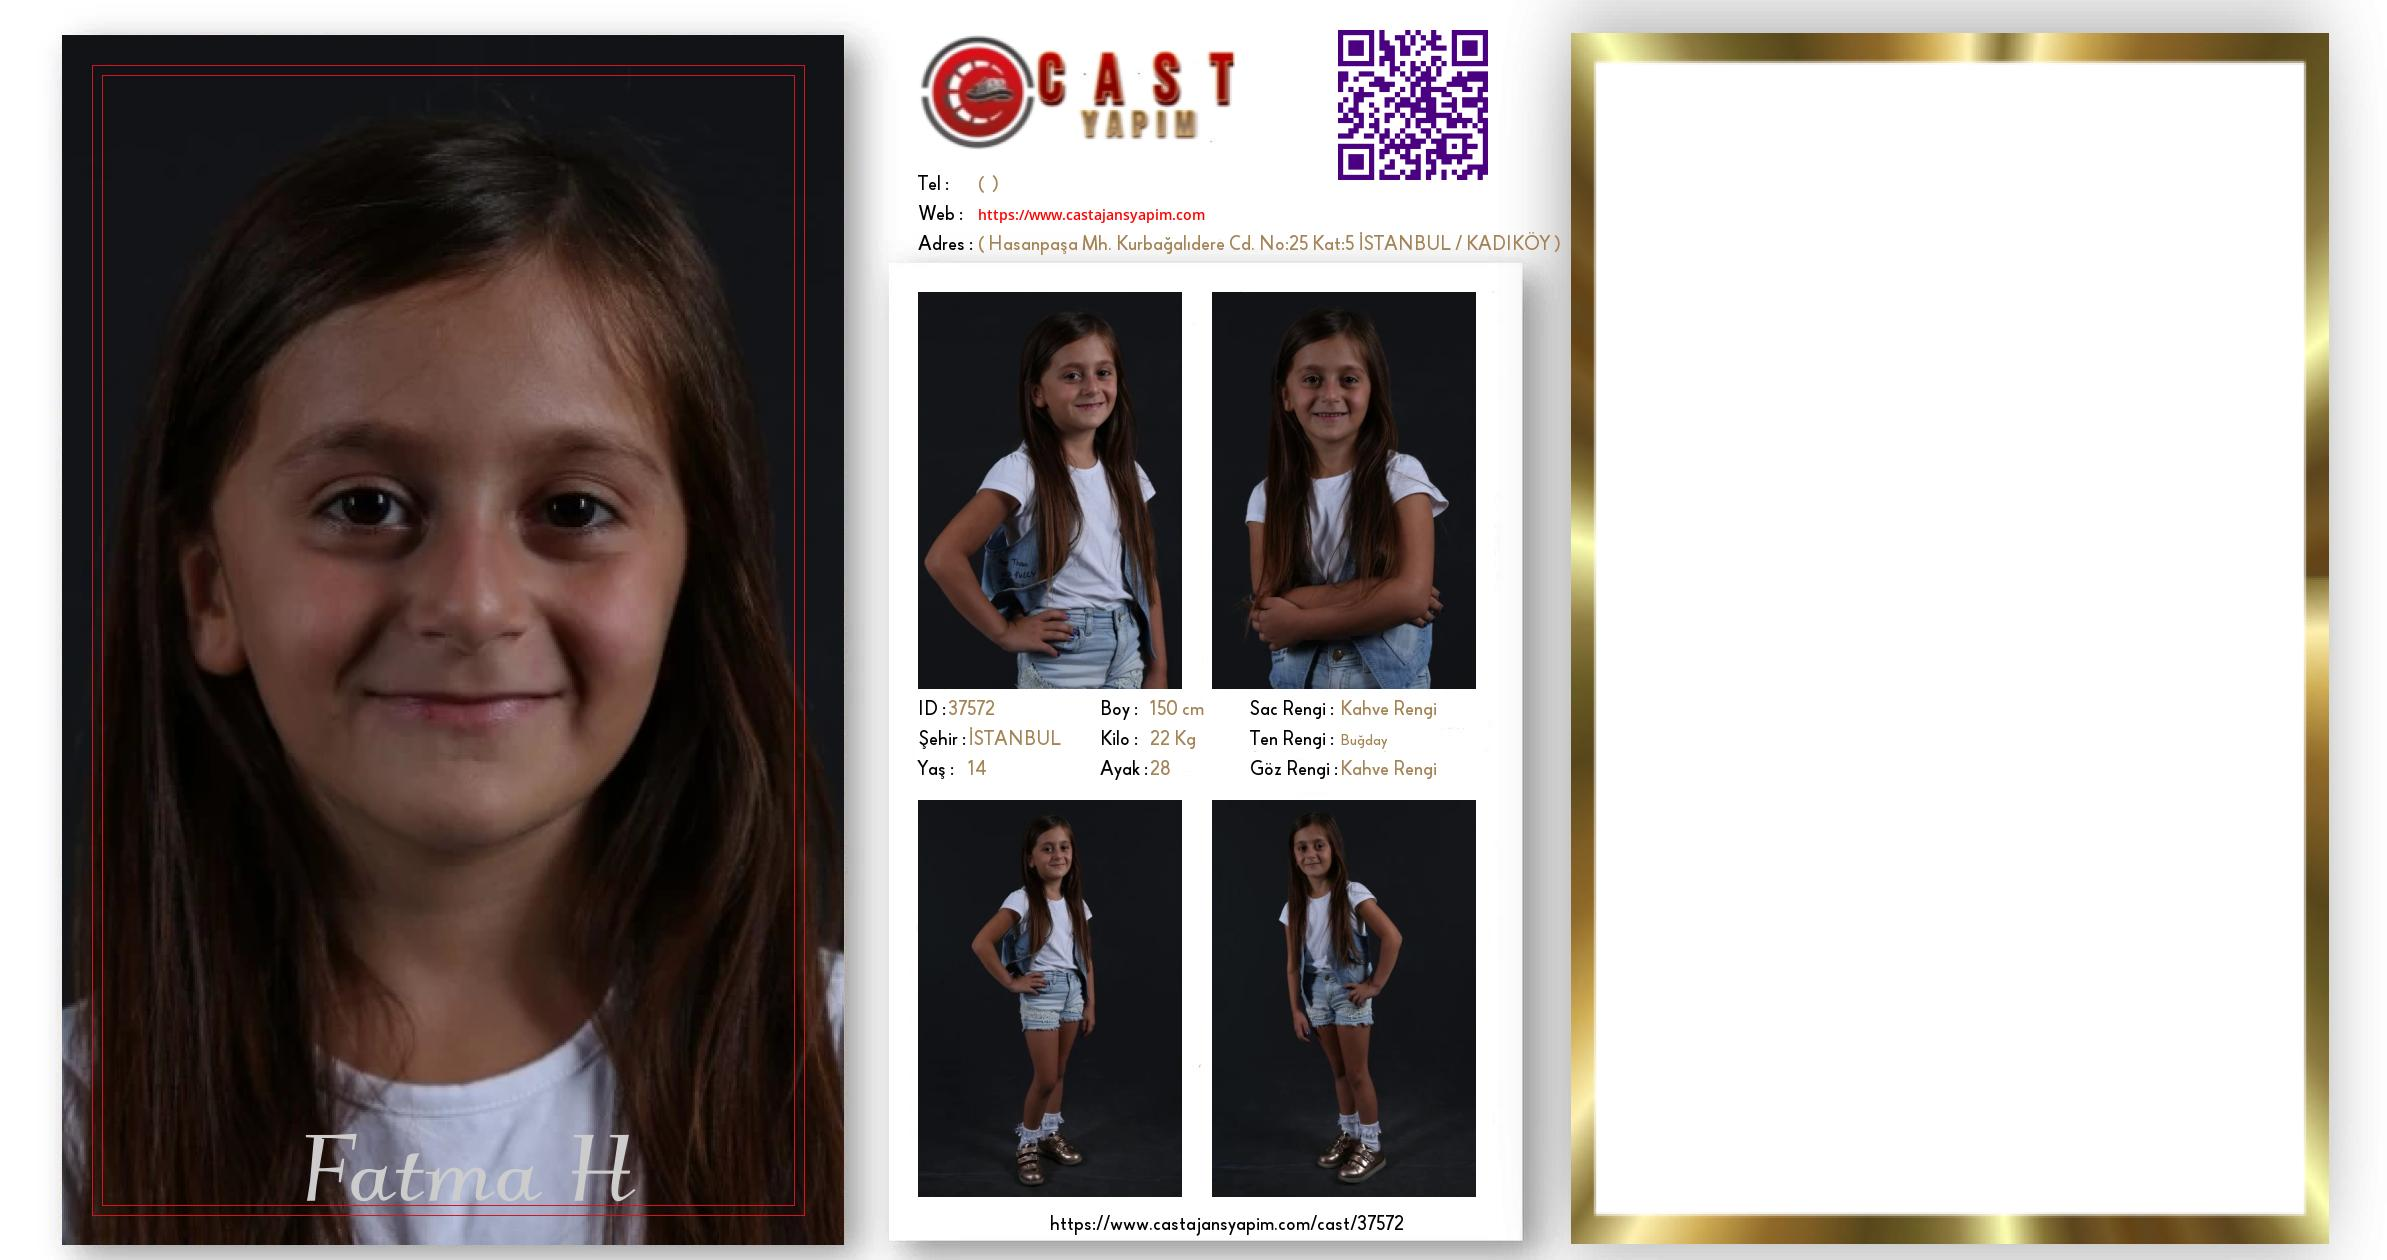 Fatma H
CAST
YAPIM
Tel : ( )
Web : https://www.castajansyapim.com
Adres : ( Hasanpaşa Mh. Kurbağalıdere Cd. No:25 Kat:5 İSTANBUL / KADIKÖY )
ID : 37572 Boy : 150 cm Sac Rengi : Kahve Rengi
Şehir : İSTANBUL Kilo : 22 Kg Ten Rengi : Buğday
Yaş : 14 Ayak : 28 Göz Rengi : Kahve Rengi
https://www.castajansyapim.com/cast/37572